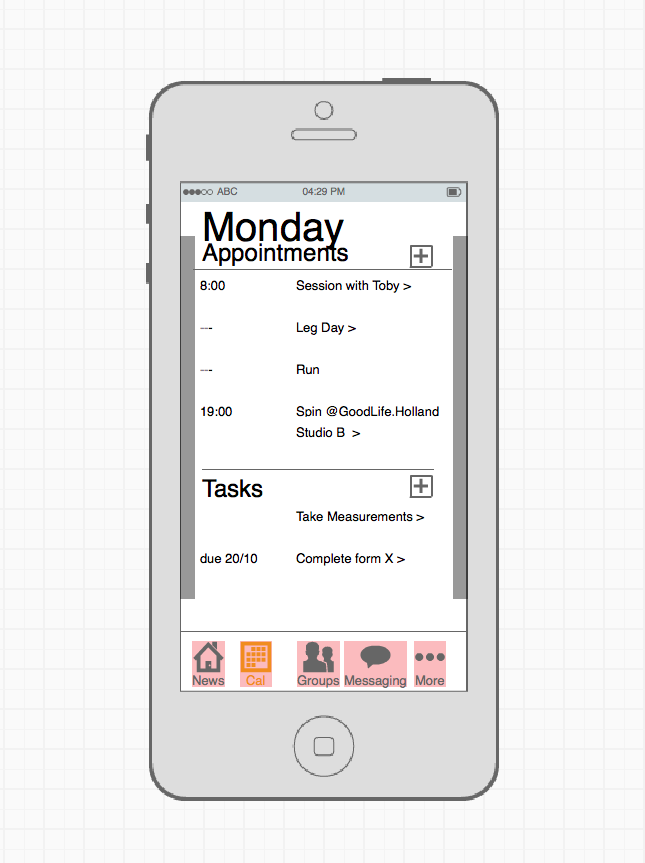 ABC 04:29 PM
Monday
Appointments
8:00 Session with Toby >
--- Leg Day >
--- Run
19:00 Spin @GoodLife.Holland
Studio B >
Tasks
Take Measurements >
due 20/10 Complete form X >
News Cal Groups Messaging More